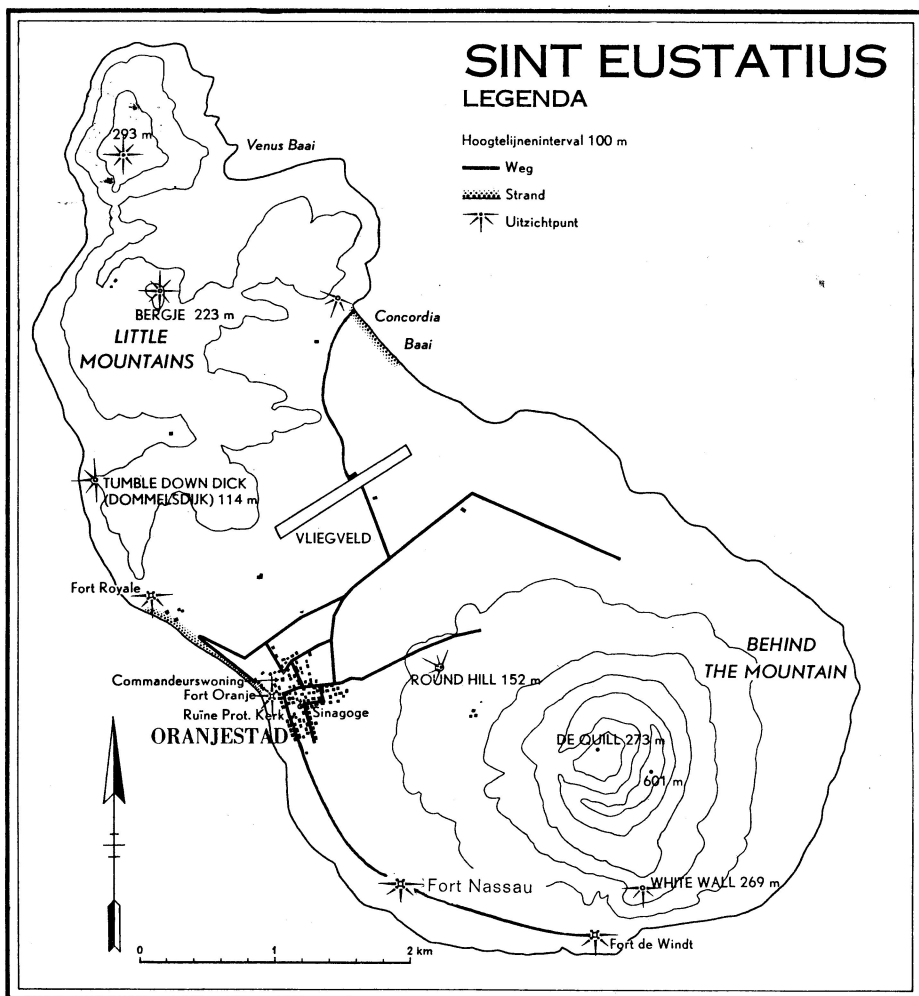 SINT EUSTATIUS
LEGENDA
Hoogtelijneninterval 100 m
Weg
Strand
Uitzichtpunt
293 m
Venus Baai
BERGJE 223 m
LITTLE
MOUNTAINS
Concordia
Baai
TUMBLE DOWN DICK
(DOMMELSDIJK) 114 m
VLIEGVELD
Fort Royale
BEHIND
THE MOUNTAIN
ROUND HILL 152 m
Commandeurswoning
Fort Oranje
Ruïne Prot. Kerk
Sinagoge
ORANJESTAD
DE QUILL 273 m
601 m
Fort Nassau
WHITE WALL 269 m
Fort de Windt
0 1 2 km